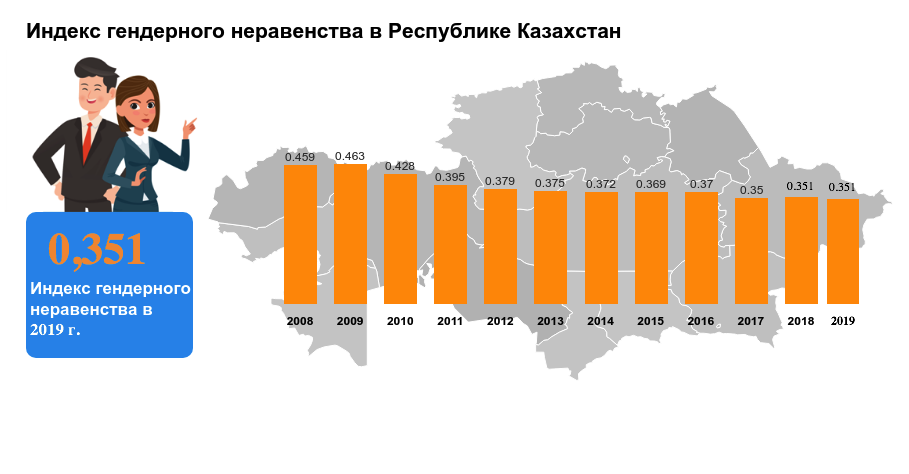 Индекс гендерного неравенства в Республике Казахстан
0.459 0.463 0.428 0.395 0.379 0.375 0.372 0.369 0.37 0.35 0.351 0.351
0,351
Индекс гендерного
неравенства в
2019 г.
2008 2009 2010 2011 2012 2013 2014 2015 2016 2017 2018 2019